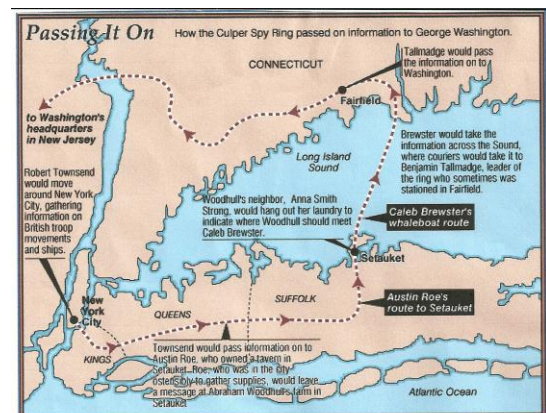 Passing It On
How the Culper Spy Ring passed on information to George Washington.
CONNECTICUT
Tallmadge would pass
the information on to
Washington.
Fairfield
to Washington's
headquarters
in New Jersey
Long Island
Sound
Brewster would take the
information across the Sound,
where couriers would take it to
Benjamin Tallmadge, leader of
the ring who sometimes was
stationed in Fairfield.
Robert Townsend
would move
around New York
City, gathering
information on
British troop
movements
and ships.
Woodhull's neighbor, Anna Smith
Strong, would hang out her laundry to
indicate where Woodhull should meet
Caleb Brewster.
Caleb Brewster's
whaleboat route
Setauket
Austin Roe's
route to Setauket
New
York
City
QUEENS
SUFFOLK
KINGS
Townsend would pass information on to
Austin Roe, who owned a tavern in
Setauket. Roe, who was in the city
ostensibly to gather supplies, would leave
a message at Abraham Woodhull's farm in
Setauket
Atlantic Ocean